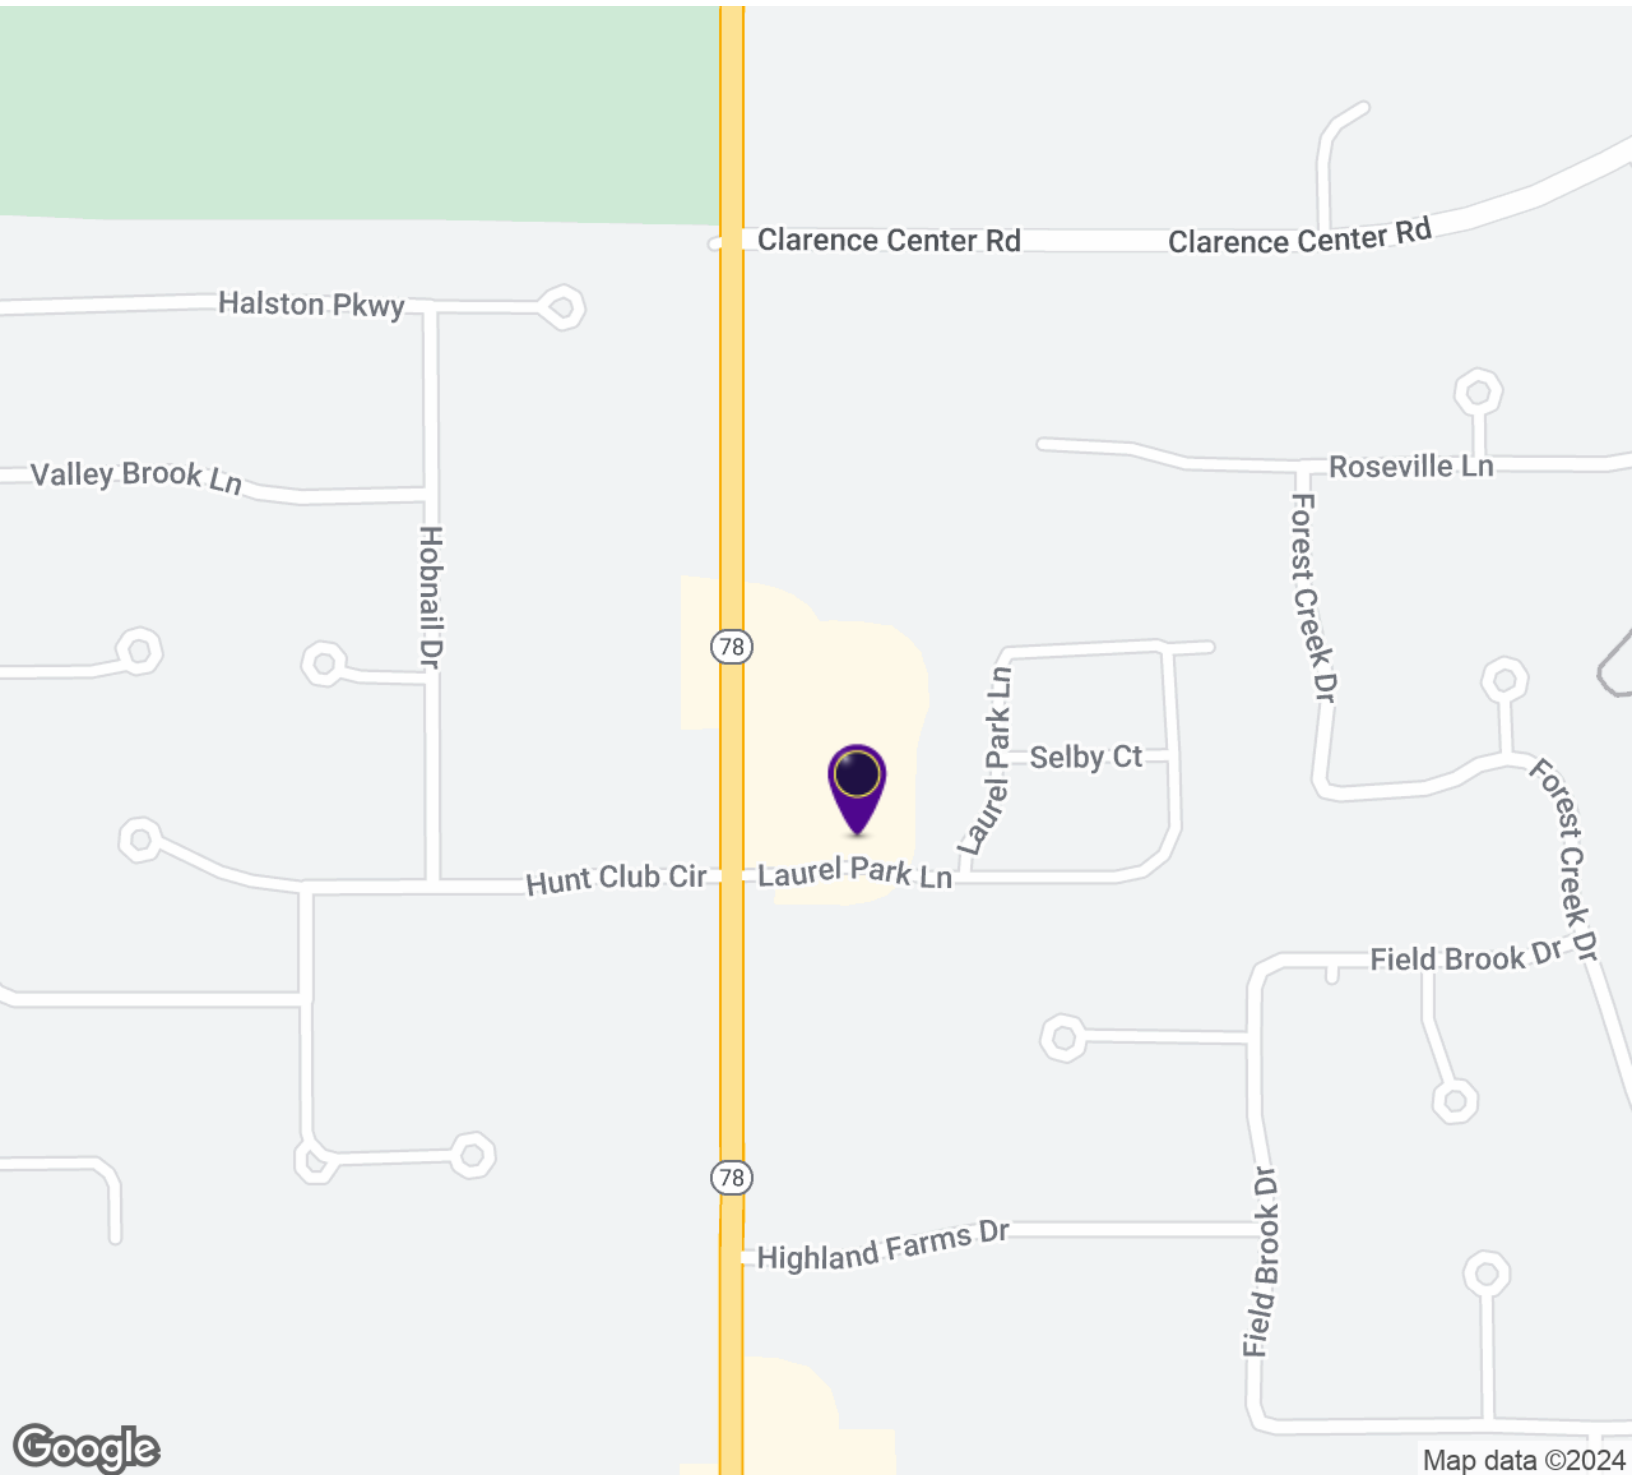 Clarence Center Rd
Clarence Center Rd
Halston Pkwy
Valley Brook Ln
Roseville Ln
Hobnail Dr
Forest Creek Dr
78
Laurel Park Ln
Selby Ct
Forest Creek Dr
Hunt Club Cir
Laurel Park Ln
Field Brook Dr
78
Highland Farms Dr
Field Brook Dr
Google
Map data ©2024